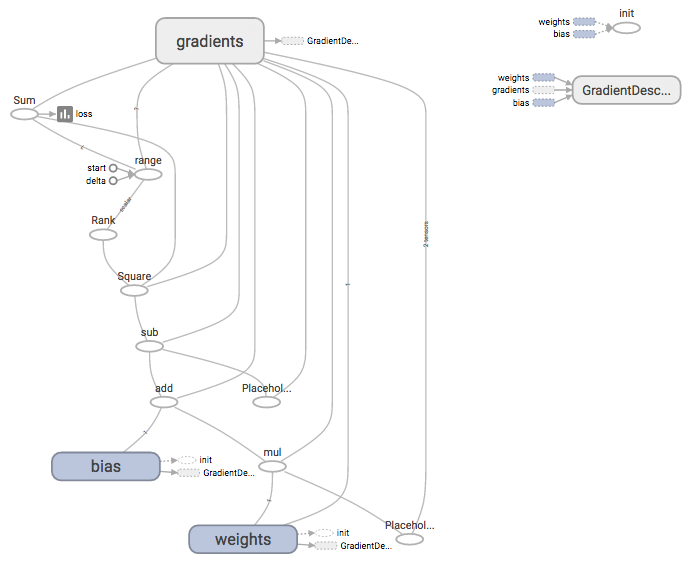 init
weights
bias
gradients
GradientDe...
weights
gradients
bias
GradientDesc...
Sum
loss
range
start
delta
scalar
Rank
2 tensors
Square
sub
add
Placehol...
mul
bias
init
GradientDe...
Placehol...
weights
init
GradientDe...